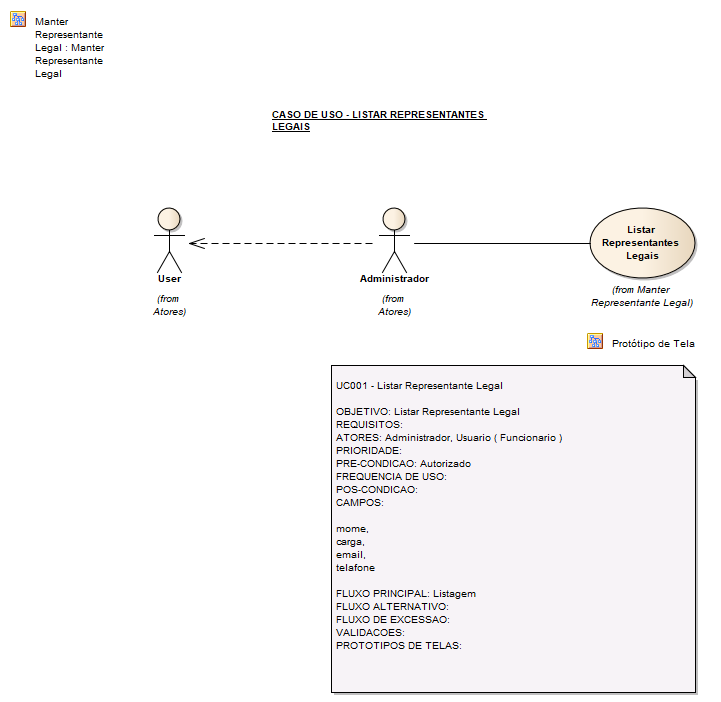 Manter
Representante
Legal : Manter
Representante
Legal
CASO DE USO - LISTAR REPRESENTANTES
LEGAIS
User
(from
Atores)
Administrador
(from
Atores)
Listar
Representantes
Legais
(from Manter
Representante Legal)
Protótipo de Tela
UC001 - Listar Representante Legal
OBJETIVO: Listar Representante Legal
REQUISITOS:
ATORES: Administrador, Usuario ( Funcionario )
PRIORIDADE:
PRE-CONDICAO: Autorizado
FREQUENCIA DE USO:
POS-CONDICAO:
CAMPOS:
mome,
carga,
email,
telafone
FLUXO PRINCIPAL: Listagem
FLUXO ALTERNATIVO:
FLUXO DE EXCESSAO:
VALIDACOES:
PROTOTIPOS DE TELAS: